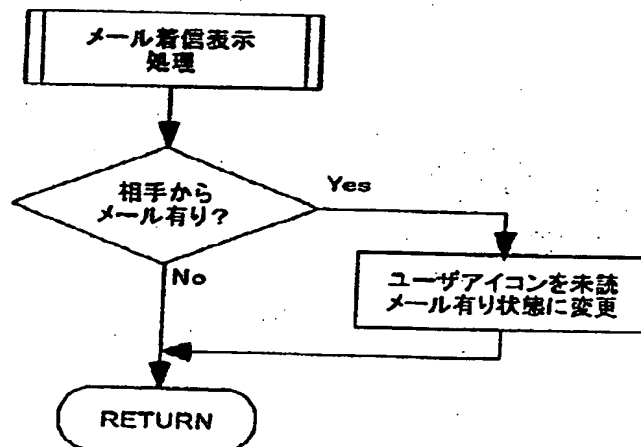 メール着信表示
処理
相手から
メール有り?
Yes
No
ユーザアイコンを未読
メール有り状態に変更
RETURN